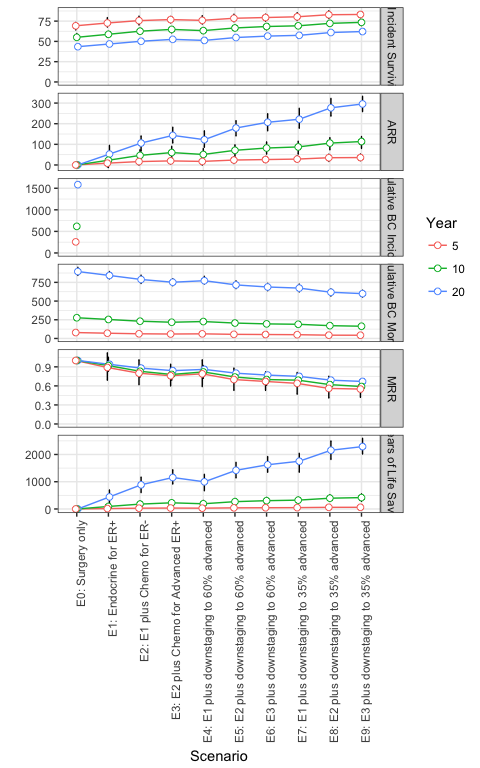 75
50
25
0
Incident Surviv
300
200
100
0
ARR
1500
1000
500
0
ulative BC Incid
750
500
250
0
ulative BC Mor
0.9
0.6
0.3
0.0
MRR
2000
1000
0
ars of Life Sav
E0: Surgery only
E1: Endocrine for ER+
E2: E1 plus Chemo for ER-
E3: E2 plus Chemo for Advanced ER+
E4: E1 plus downstaging to 60% advanced
E5: E2 plus downstaging to 60% advanced
E6: E3 plus downstaging to 60% advanced
E7: E1 plus downstaging to 35% advanced
E8: E2 plus downstaging to 35% advanced
E9: E3 plus downstaging to 35% advanced
Scenario
Year
5
10
20